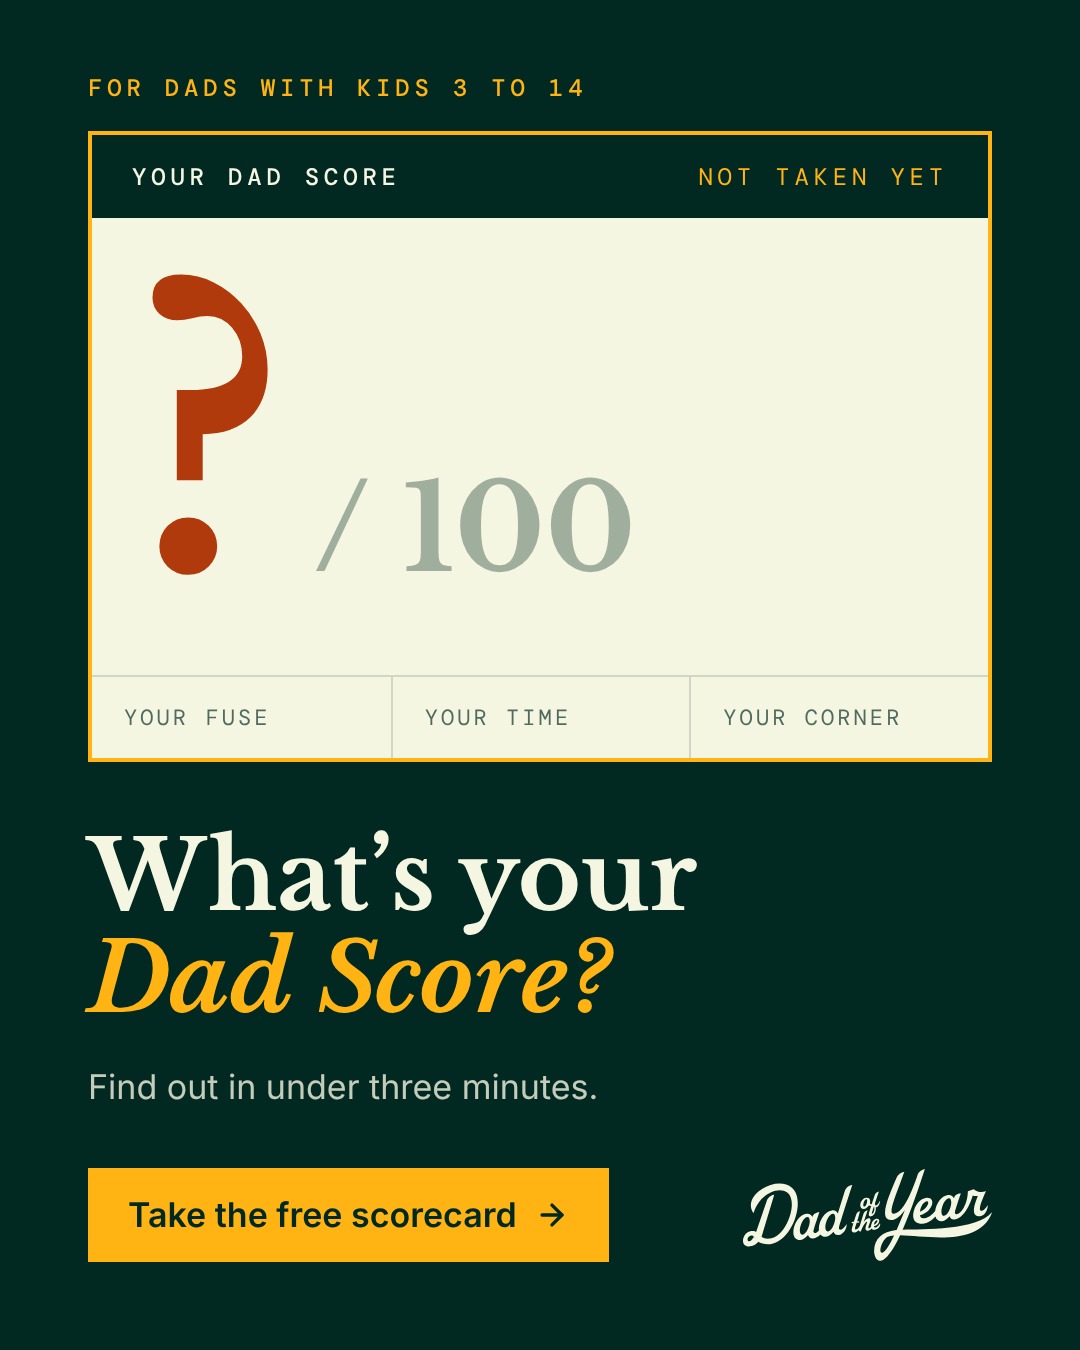 FOR DADS WITH KIDS 3 TO 14
YOUR DAD SCORE NOT TAKEN YET
?
/ 100
YOUR FUSE YOUR TIME YOUR CORNER
What’s your
Dad Score?
Find out in under three minutes.
Take the free scorecard →
Dad of the Year